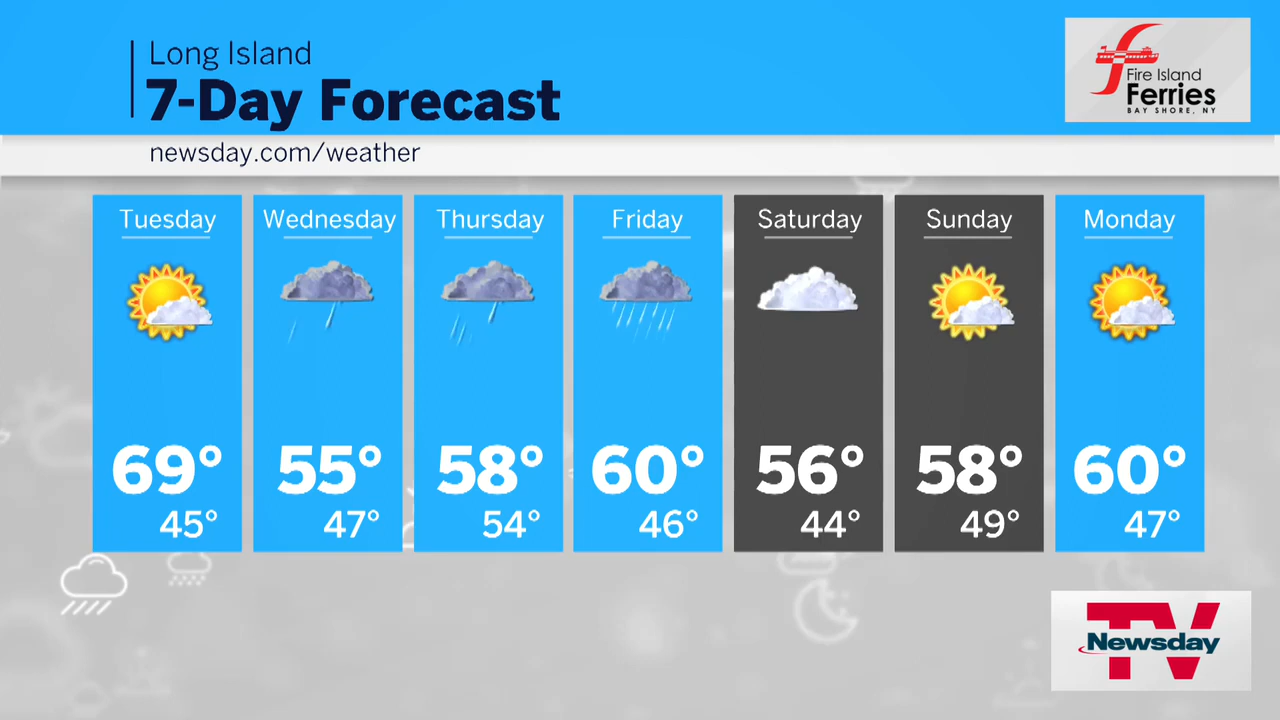 Long Island
7-Day Forecast
newsday.com/weather
Fire Island
Ferries
BAY SHORE, NY
Tuesday
69°
45°
Wednesday
55°
47°
Thursday
58°
54°
Friday
60°
46°
Saturday
56°
44°
Sunday
58°
49°
Monday
60°
47°
TV
Newsday